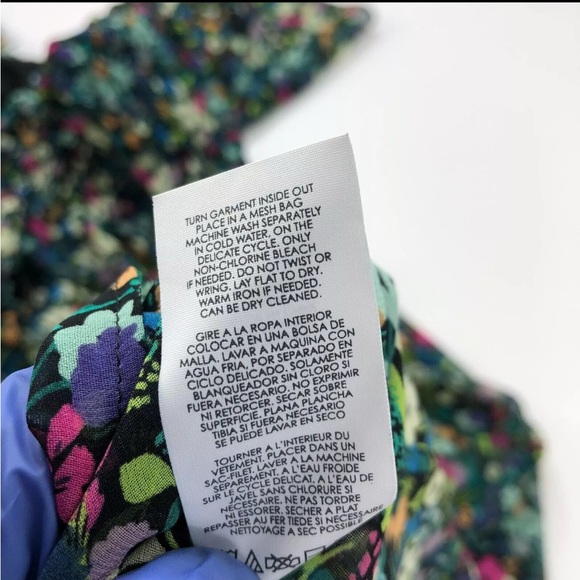 TURN GARMENT INSIDE OUT
PLACE IN A MESH BAG
MACHINE WASH SEPARATELY
IN COLD WATER, ON THE
DELICATE CYCLE. ONLY
NON-CHLORINE BLEACH
IF NEEDED. DO NOT TWIST OR
WRING. LAY FLAT TO DRY.
WARM IRON IF NEEDED.
CAN BE DRY CLEANED.
GIRE A LA ROPA INTERIOR
COLOCAR EN UNA BOLSA DE
MALLA. LAVAR A MAQUINA CON
AGUA FRIA, POR SEPARADO EN
CICLO DELICADO. SOLAMENTE
BLANQUEADOR SIN CLORO SI
FUERA NECESARIO. NO EXPRIMIR
NI RETORCER. SECAR SOBRE
SUPERFICIE. PLANA PLANCHA
TIBIA SI FUERA NECESARIO
SE PUEDE LAVAR EN SECO
TOURNER A L'INTERIEUR DU
VETEMENT. PLACER DANS UN
SAC-FILET. LAVER A LA MACHINE
SEPAREMENT. A L'EAU FROIDE
SUR LE CYCLE DELICAT. A L'EAU DE
JAVEL SANS CHLORURE SI
NECESSAIRE. NE PAS TORDRE
NI ESSORER. SECHER A PLAT
REPASSER AU FER TIEDE SI NECESSAIRE
NETTOYAGE A SEC POSSIBLE